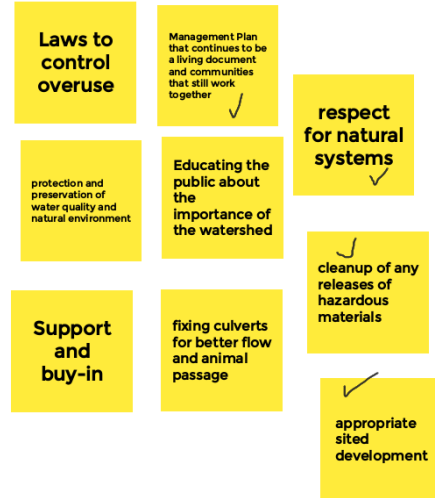 Laws to
control
overuse
Management Plan
that continues to be
a living document
and communities
that still work
together
respect
for natural
systems
protection and
preservation of
water quality and
natural environment
Educating the
public about
the
importance of
the watershed
cleanup of any
releases of
hazardous
materials
Support
and
buy-in
fixing culverts
for better flow
and animal
passage
appropriate
sited
development